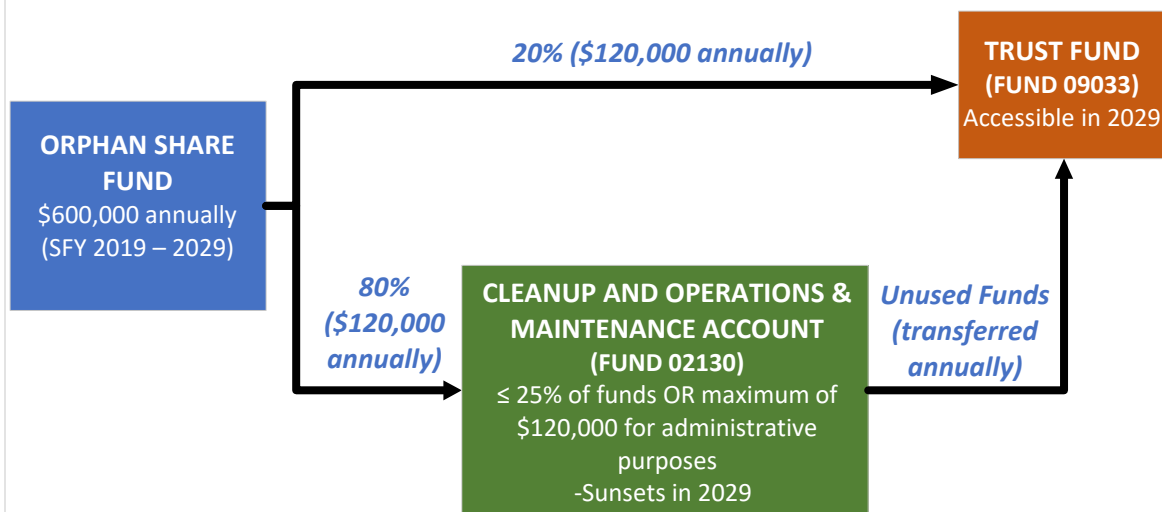 20% ($120,000 annually)
TRUST FUND
(FUND 09033)
Accessible in 2029
ORPHAN SHARE
FUND
$600,000 annually
(SFY 2019 – 2029)
80%
($120,000
annually)
CLEANUP AND OPERATIONS &
MAINTENANCE ACCOUNT
(FUND 02130)
≤ 25% of funds OR maximum of
$120,000 for administrative
purposes
-Sunsets in 2029
Unused Funds
(transferred
annually)